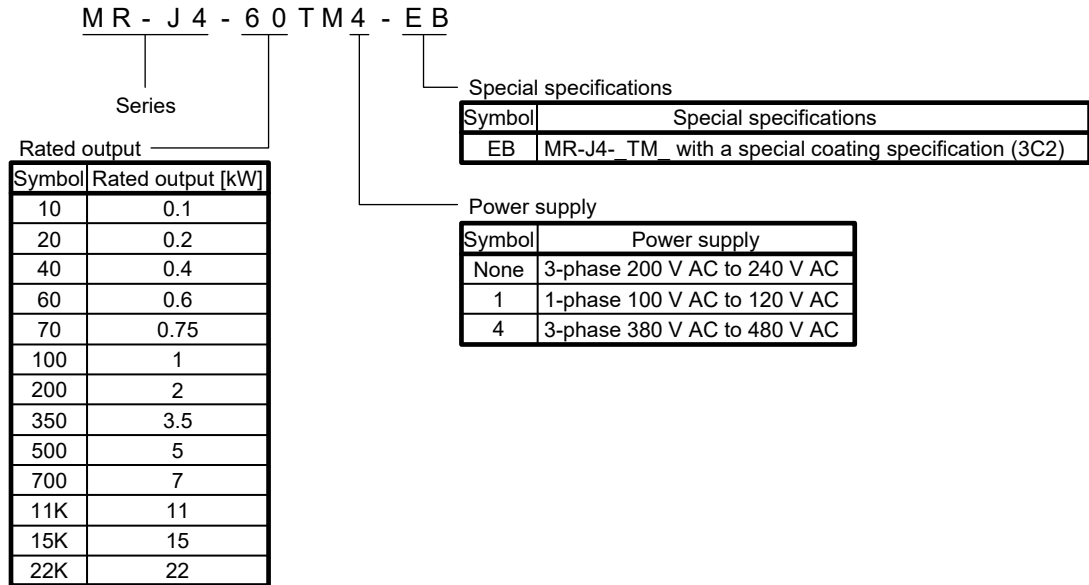 MR-J4-60TM4-EB
Series
Special specifications
Symbol Special specifications
EB MR-J4-_TM_ with a special coating specification (3C2)
Rated output
Symbol Rated output [kW]
10 0.1
20 0.2
40 0.4
60 0.6
70 0.75
100 1
200 2
350 3.5
500 5
700 7
11K 11
15K 15
22K 22
Power supply
Symbol Power supply
None 3-phase 200 V AC to 240 V AC
1 1-phase 100 V AC to 120 V AC
4 3-phase 380 V AC to 480 V AC